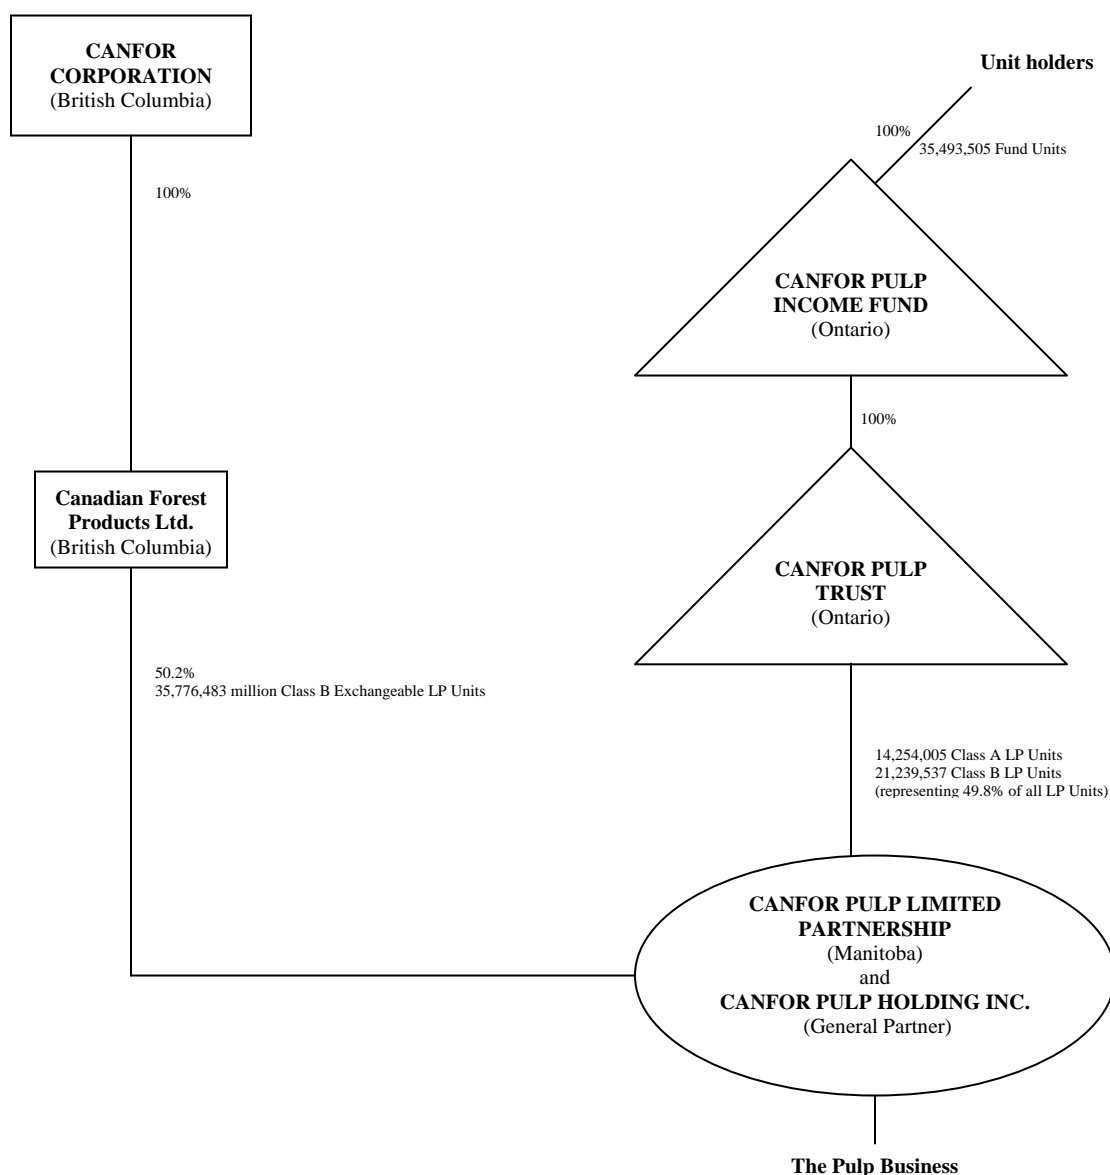 CANFOR
CORPORATION
(British Columbia)
Unit holders
100%
35,493,505 Fund Units
100%
CANFOR PULP
INCOME FUND
(Ontario)
100%
Canadian Forest
Products Ltd.
(British Columbia)
CANFOR PULP
TRUST
(Ontario)
50.2%
35,776,483 million Class B Exchangeable LP Units
14,254,005 Class A LP Units
21,239,537 Class B LP Units
(representing 49.8% of all LP Units)
CANFOR PULP LIMITED
PARTNERSHIP
(Manitoba)
and
CANFOR PULP HOLDING INC.
(General Partner)
The Pulp Business